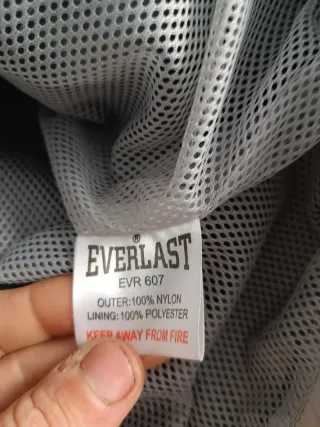 ®
EVERLAST
EVR 607
OUTER:100% NYLON
LINING:100% POLYESTER
KEEP AWAY FROM FIRE